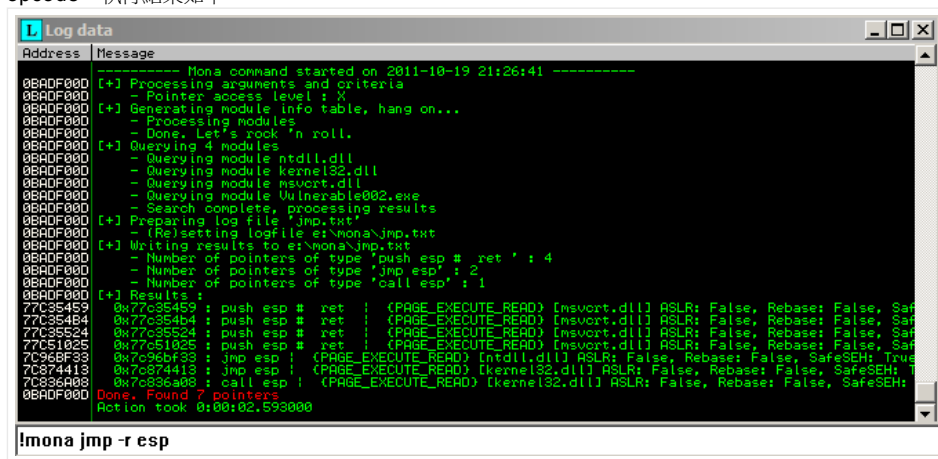 Log data
Address Message
---------- Mona command started on 2011-10-19 21:26:41 ----------
0BADF00D [+] Processing arguments and criteria
0BADF00D - Pointer access level : X
0BADF00D [+] Generating module info table, hang on...
0BADF00D - Processing modules
0BADF00D - Done. Let's rock 'n roll.
0BADF00D [+] Querying 4 modules
0BADF00D - Querying module ntdll.dll
0BADF00D - Querying module kernel32.dll
0BADF00D - Querying module msvcrt.dll
0BADF00D - Querying module Vulnerable002.exe
0BADF00D - Search complete, processing results
0BADF00D [+] Preparing log file 'jmp.txt'
0BADF00D - (Re)setting logfile e:\mona\jmp.txt
0BADF00D [+] Writing results to e:\mona\jmp.txt
0BADF00D - Number of pointers of type 'push esp # ret ' : 4
0BADF00D - Number of pointers of type 'jmp esp' : 2
0BADF00D - Number of pointers of type 'call esp' : 1
0BADF00D [+] Results :
77C35459 0x77c35459 : push esp # ret | {PAGE_EXECUTE_READ} [msvcrt.dll] ASLR: False, Rebase: False, Saf
77C354B4 0x77c354b4 : push esp # ret | {PAGE_EXECUTE_READ} [msvcrt.dll] ASLR: False, Rebase: False, Saf
77C35524 0x77c35524 : push esp # ret | {PAGE_EXECUTE_READ} [msvcrt.dll] ASLR: False, Rebase: False, Saf
77C51025 0x77c51025 : push esp # ret | {PAGE_EXECUTE_READ} [msvcrt.dll] ASLR: False, Rebase: False, Saf
7C96BF33 0x7c96bf33 : jmp esp | {PAGE_EXECUTE_READ} [ntdll.dll] ASLR: False, Rebase: False, SafeSEH: True
7C874413 0x7c874413 : jmp esp | {PAGE_EXECUTE_READ} [kernel32.dll] ASLR: False, Rebase: False, SafeSEH: T
7C836A08 0x7c836a08 : call esp | {PAGE_EXECUTE_READ} [kernel32.dll] ASLR: False, Rebase: False, SafeSEH:
0BADF00D Done. Found 7 pointers
Action took 0:00:02.593000
!mona jmp -r esp